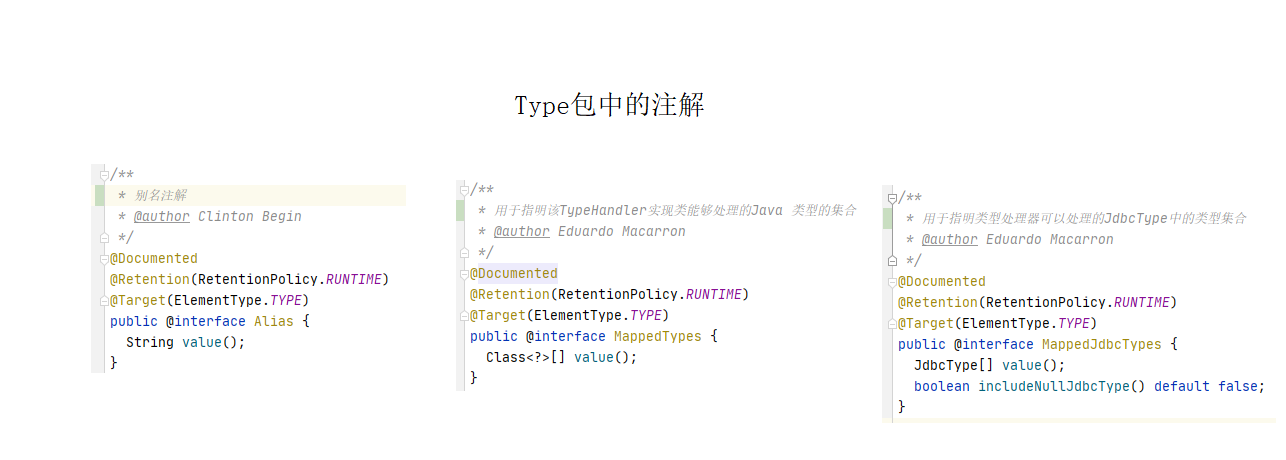 Type包中的注解
/**
 * 别名注解
 * @author Clinton Begin
 */
@Documented
@Retention(RetentionPolicy.RUNTIME)
@Target(ElementType.TYPE)
public @interface Alias {
  String value();
}
/**
 * 用于指明该TypeHandler实现类能够处理的Java 类型的集合
 * @author Eduardo Macarron
 */
@Documented
@Retention(RetentionPolicy.RUNTIME)
@Target(ElementType.TYPE)
public @interface MappedTypes {
  Class<?>[] value();
}
/**
 * 用于指明类型处理器可以处理的JdbcType中的类型集合
 * @author Eduardo Macarron
 */
@Documented
@Retention(RetentionPolicy.RUNTIME)
@Target(ElementType.TYPE)
public @interface MappedJdbcTypes {
  JdbcType[] value();
  boolean includeNullJdbcType() default false;
}